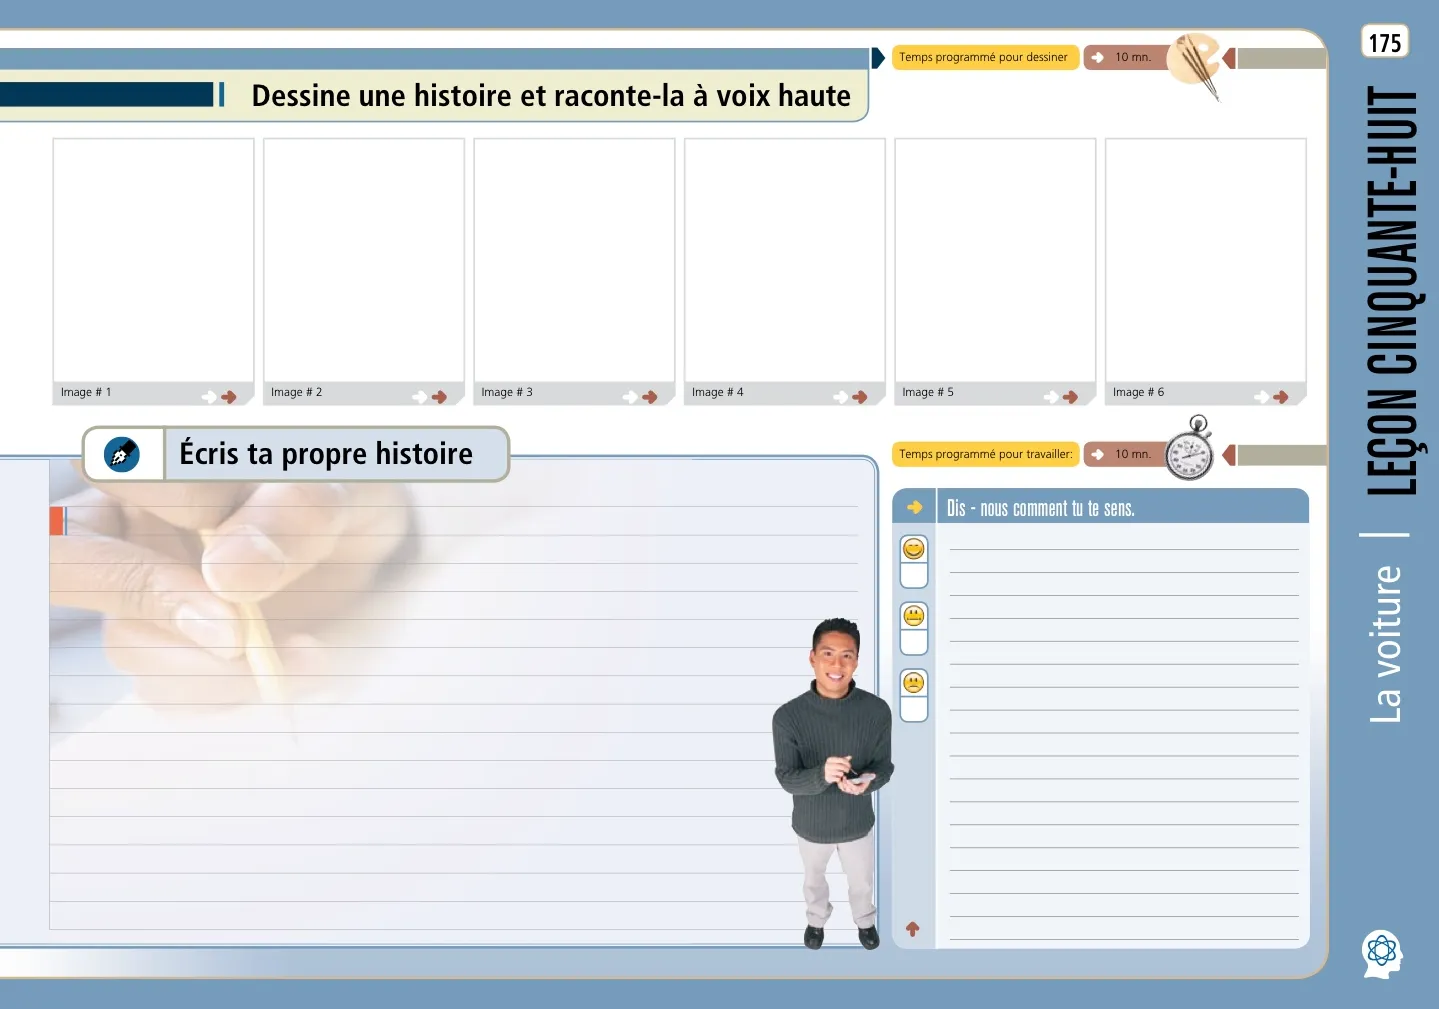 Temps programmé pour dessiner
10 mn.
175
Dessine une histoire et raconte-la à voix haute
Image # 1
Image # 2
Image # 3
Image # 4
Image # 5
Image # 6
Écris ta propre histoire
Temps programmé pour travailler:
10 mn.
Dis - nous comment tu te sens.
LEÇON CINQUANTE-HUIT
La voiture